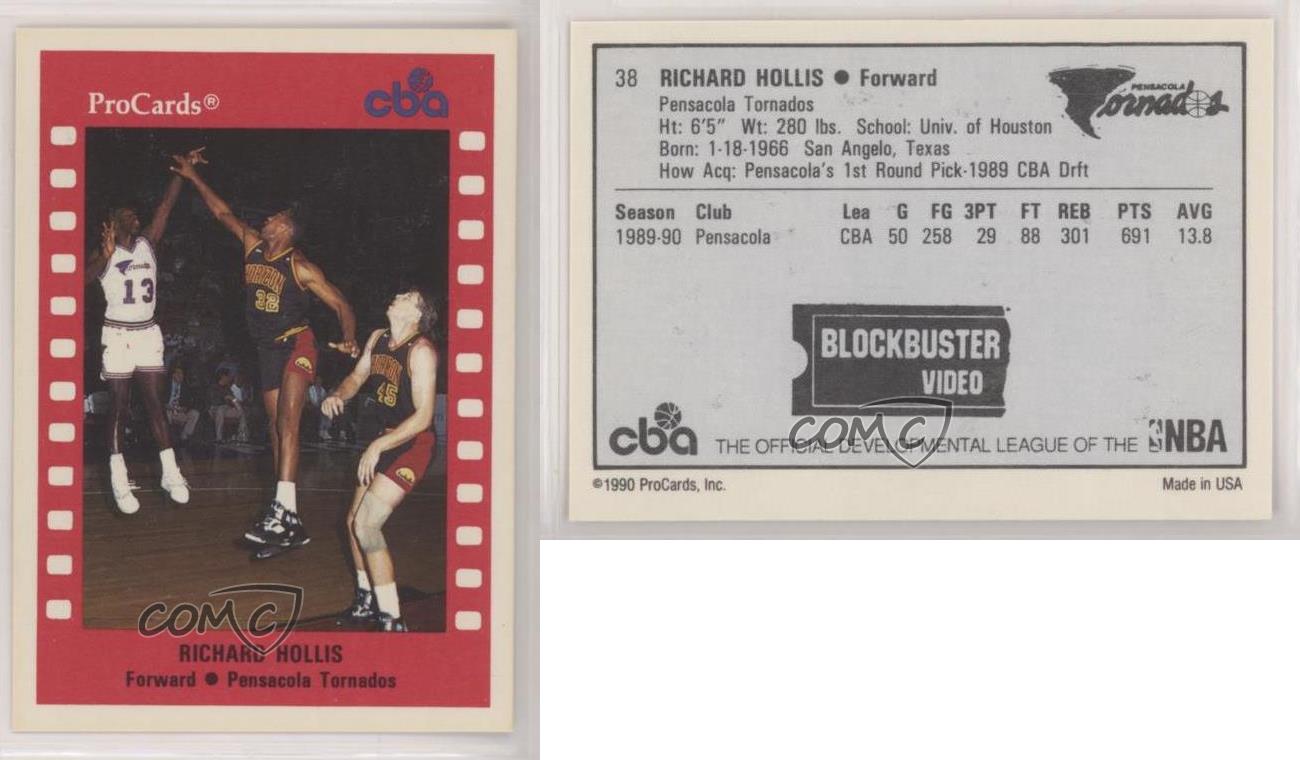 ProCards®
cba
Tornados
13
HORIZON
32
HORIZON
45
COMC
RICHARD HOLLIS
Forward ● Pensacola Tornados
38 RICHARD HOLLIS ● Forward
PENSACOLA
Tornados
Pensacola Tornados
Ht: 6'5" Wt: 280 lbs. School: Univ. of Houston
Born: 1-18-1966 San Angelo, Texas
How Acq: Pensacola's 1st Round Pick-1989 CBA Drft
Season Club Lea G FG 3PT FT REB PTS AVG
1989-90 Pensacola CBA 50 258 29 88 301 691 13.8
BLOCKBUSTER
VIDEO
COMC
cba THE OFFICIAL DEVELOPMENTAL LEAGUE OF THE NBA
©1990 ProCards, Inc. Made in USA